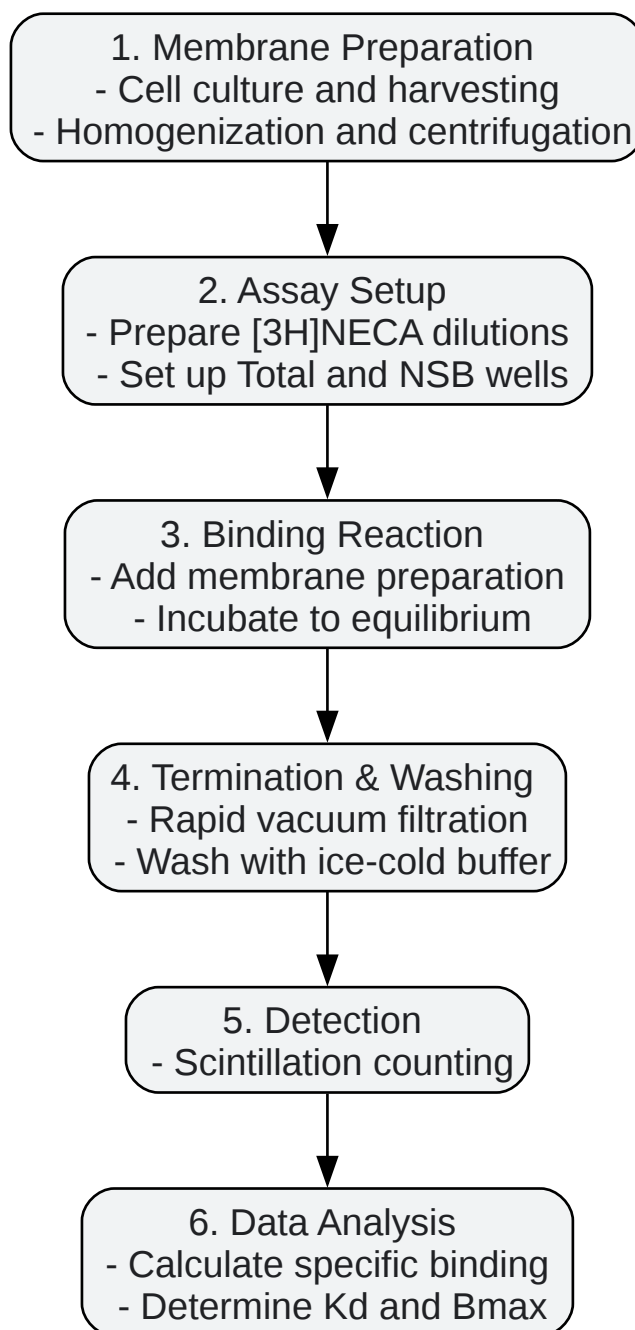 1. Membrane Preparation
- Cell culture and harvesting
- Homogenization and centrifugation
2. Assay Setup
- Prepare [3H]NECA dilutions
- Set up Total and NSB wells
3. Binding Reaction
- Add membrane preparation
- Incubate to equilibrium
4. Termination & Washing
- Rapid vacuum filtration
- Wash with ice-cold buffer
5. Detection
- Scintillation counting
6. Data Analysis
- Calculate specific binding
- Determine Kd and Bmax